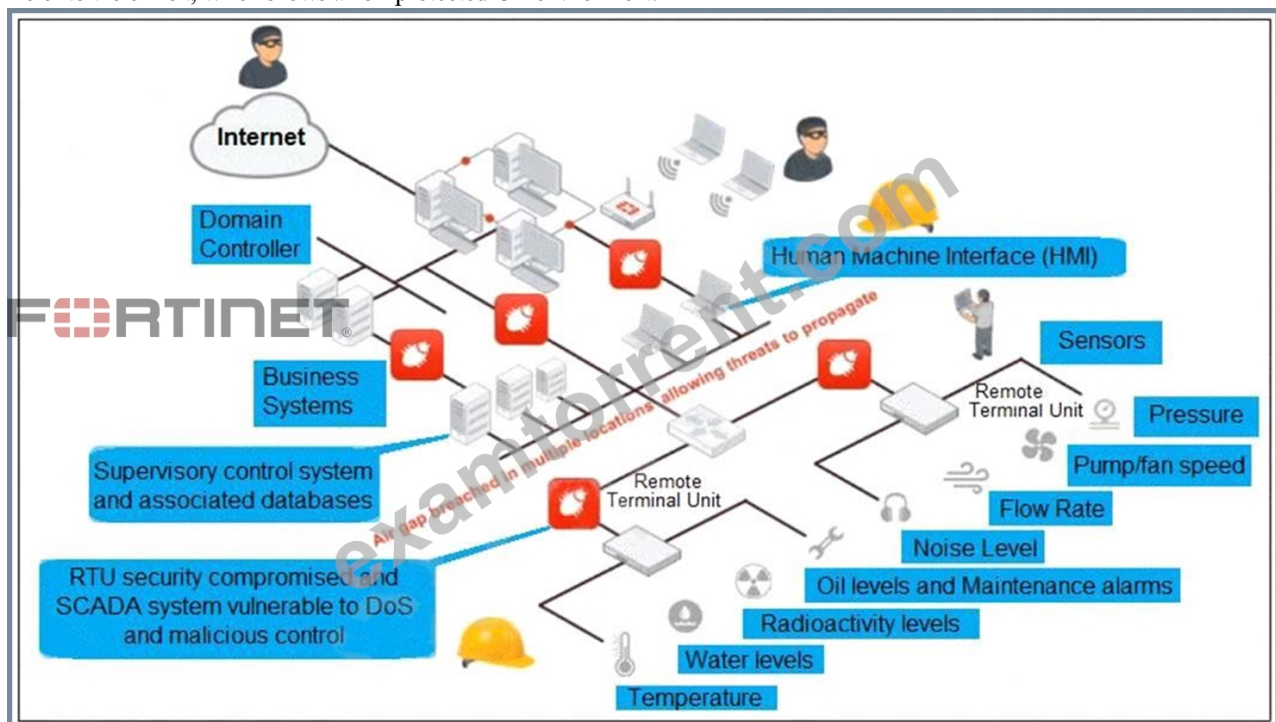 Internet
Domain
Controller
Human Machine Interface (HMI)
FORTINET®
Air gap breached in multiple locations allowing threats to propagate
Sensors
Business
Systems
Remote
Terminal Unit
Pressure
Pump/fan speed
Supervisory control system
and associated databases
Remote
Terminal Unit
Flow Rate
Noise Level
RTU security compromised and
SCADA system vulnerable to DoS
and malicious control
Oil levels and Maintenance alarms
Radioactivity levels
Water levels
Temperature
examtorrent.com